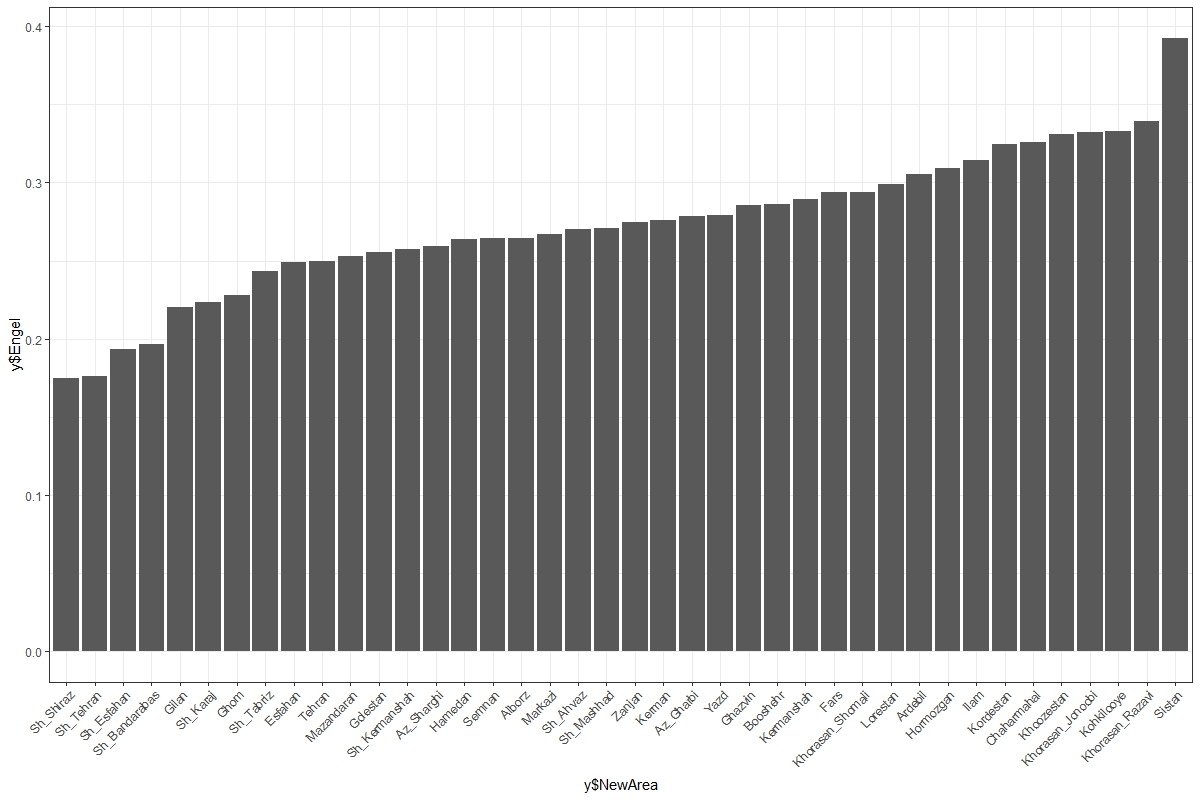 0.4
0.3
0.2
0.1
0.0
y$Engel
Sh_Shiraz
Sh_Tehran
Sh_Esfahan
Sh_Bandarabas
Gilan
Sh_Karaj
Ghom
Sh_Tabriz
Esfahan
Tehran
Mazandaran
Golestan
Sh_Kermanshah
Az_Sharghi
Hamedan
Semnan
Alborz
Markazi
Sh_Ahvaz
Sh_Mashhad
Zanjan
Kerman
Az_Gharbi
Yazd
Ghazvin
Booshehr
Kermanshah
Fars
Khorasan_Shomali
Lorestan
Ardebil
Hormozgan
Ilam
Kordestan
Chaharmahal
Khoozestan
Khorasan_Jonoobi
Kohkilooye
Khorasan_Razavi
Sistan
y$NewArea